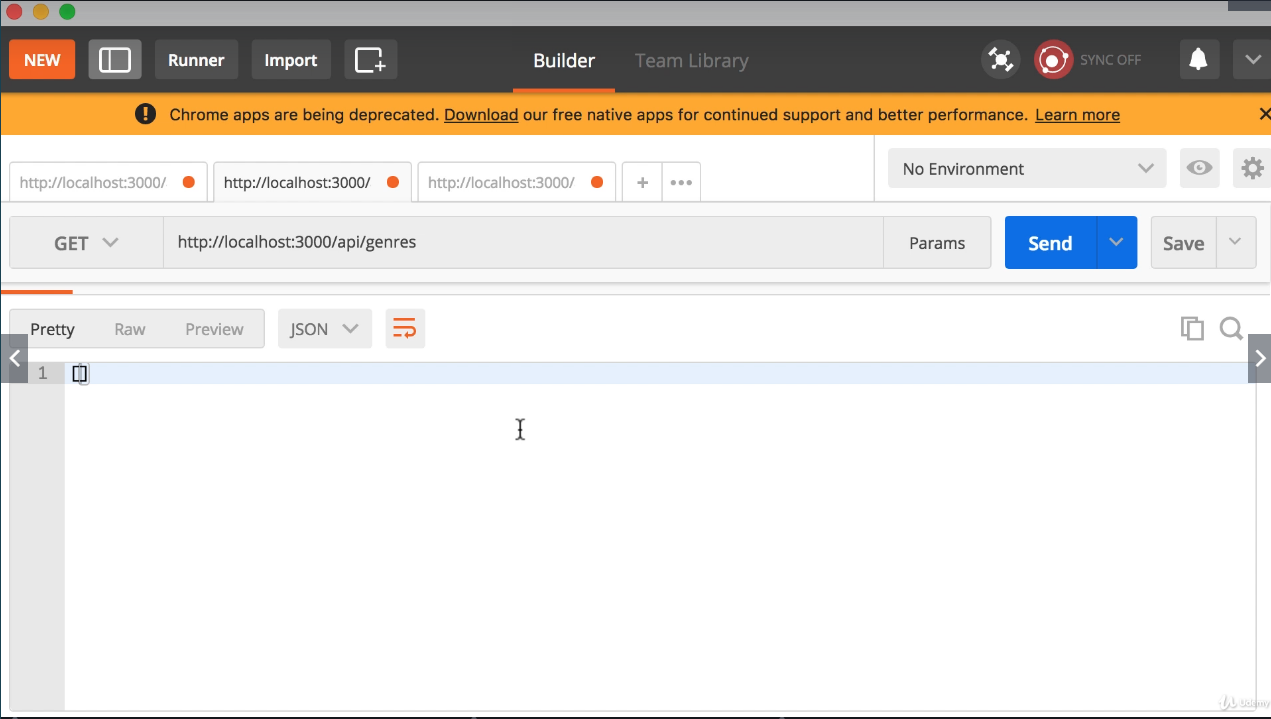 NEW Runner Import Builder Team Library SYNC OFF
Chrome apps are being deprecated. Download our free native apps for continued support and better performance. Learn more
http://localhost:3000/ http://localhost:3000/ http://localhost:3000/ + ••• No Environment
GET http://localhost:3000/api/genres Params Send Save
Pretty Raw Preview JSON
1 []
Udemy